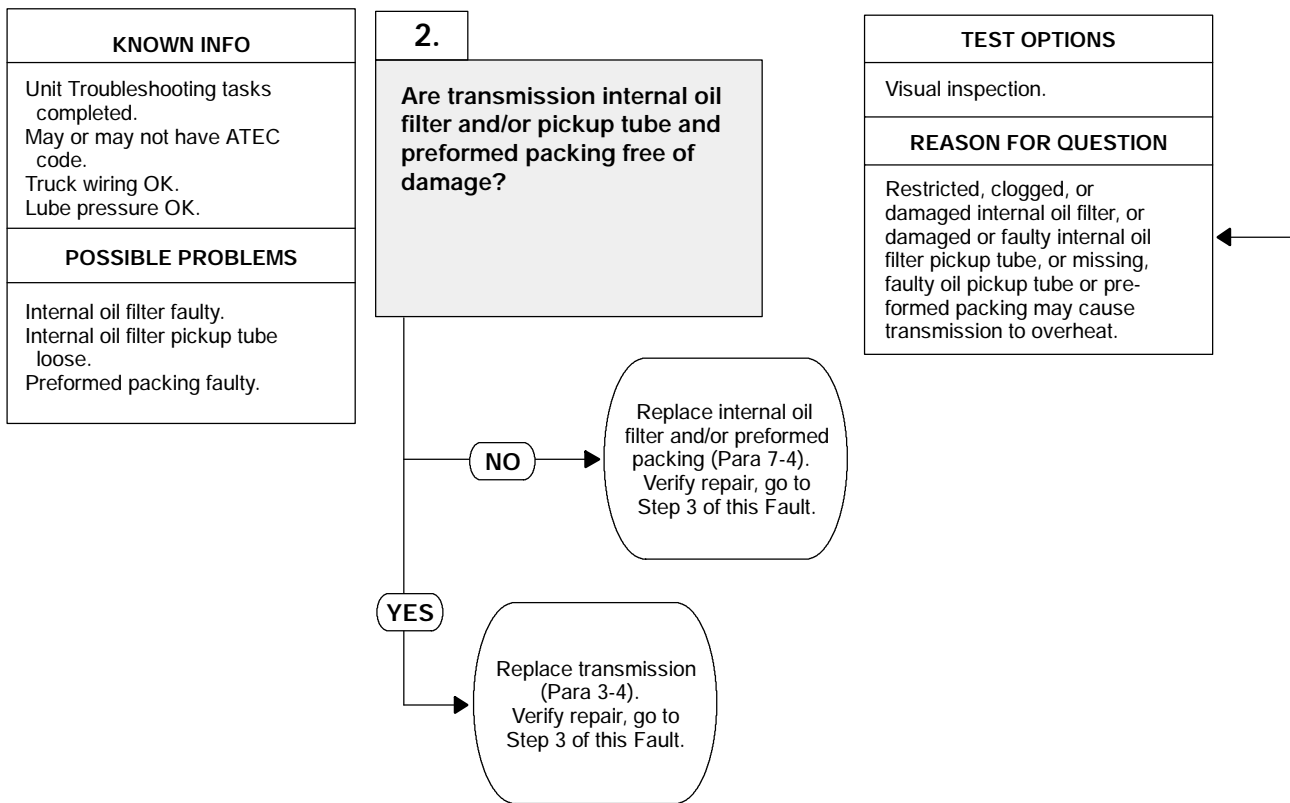 KNOWN INFO
Unit Troubleshooting tasks
completed.
May or may not have ATEC
code.
Truck wiring OK.
Lube pressure OK.
POSSIBLE PROBLEMS
Internal oil filter faulty.
Internal oil filter pickup tube
loose.
Preformed packing faulty.
2.
Are transmission internal oil
filter and/or pickup tube and
preformed packing free of
damage?
TEST OPTIONS
Visual inspection.
REASON FOR QUESTION
Restricted, clogged, or
damaged internal oil filter, or
damaged or faulty internal oil
filter pickup tube, or missing,
faulty oil pickup tube or pre-
formed packing may cause
transmission to overheat.
NO
Replace internal oil
filter and/or preformed
packing (Para 7-4).
Verify repair, go to
Step 3 of this Fault.
YES
Replace transmission
(Para 3-4).
Verify repair, go to
Step 3 of this Fault.